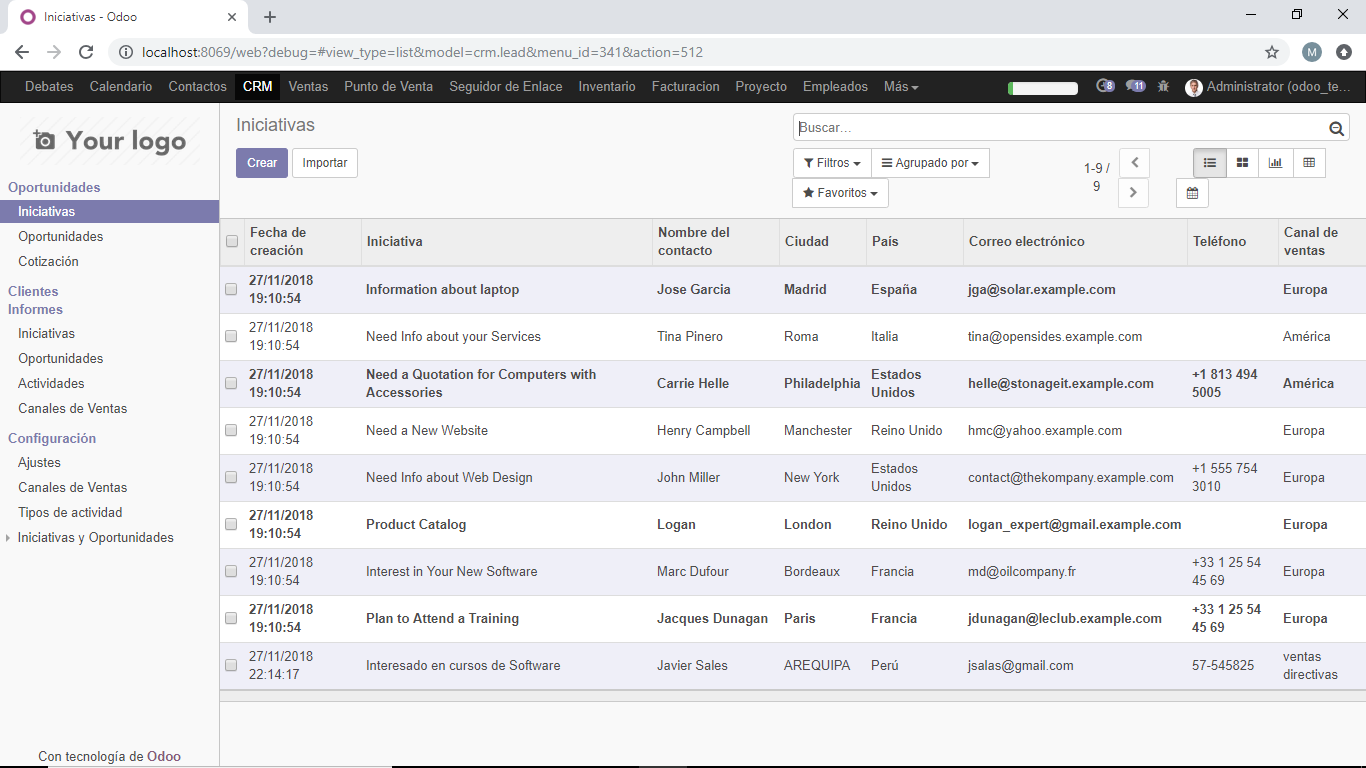 Iniciativas - Odoo
localhost:8069/web?debug=#view_type=list&model=crm.lead&menu_id=341&action=512
M
Debates Calendario Contactos CRM Ventas Punto de Venta Seguidor de Enlace Inventario Facturacion Proyecto Empleados Más 8 11 Administrator (odoo_te...
Your logo
Oportunidades
Iniciativas
Oportunidades
Cotización
Clientes
Informes
Iniciativas
Oportunidades
Actividades
Canales de Ventas
Configuración
Ajustes
Canales de Ventas
Tipos de actividad
Iniciativas y Oportunidades
Con tecnología de Odoo
Iniciativas
Buscar...
Crear Importar
Filtros Agrupado por
Favoritos
1-9 /
9
Fecha de
creación
Iniciativa
Nombre del
contacto
Ciudad
País
Correo electrónico
Teléfono
Canal de
ventas
27/11/2018
19:10:54
Information about laptop
Jose Garcia
Madrid
España
jga@solar.example.com
Europa
27/11/2018
19:10:54
Need Info about your Services
Tina Pinero
Roma
Italia
tina@opensides.example.com
América
27/11/2018
19:10:54
Need a Quotation for Computers with
Accessories
Carrie Helle
Philadelphia
Estados
Unidos
helle@stonageit.example.com
+1 813 494
5005
América
27/11/2018
19:10:54
Need a New Website
Henry Campbell
Manchester
Reino Unido
hmc@yahoo.example.com
Europa
27/11/2018
19:10:54
Need Info about Web Design
John Miller
New York
Estados
Unidos
contact@thekompany.example.com
+1 555 754
3010
Europa
27/11/2018
19:10:54
Product Catalog
Logan
London
Reino Unido
logan_expert@gmail.example.com
Europa
27/11/2018
19:10:54
Interest in Your New Software
Marc Dufour
Bordeaux
Francia
md@oilcompany.fr
+33 1 25 54
45 69
Europa
27/11/2018
19:10:54
Plan to Attend a Training
Jacques Dunagan
Paris
Francia
jdunagan@leclub.example.com
+33 1 25 54
45 69
Europa
27/11/2018
22:14:17
Interesado en cursos de Software
Javier Sales
AREQUIPA
Perú
jsalas@gmail.com
57-545825
ventas
directivas